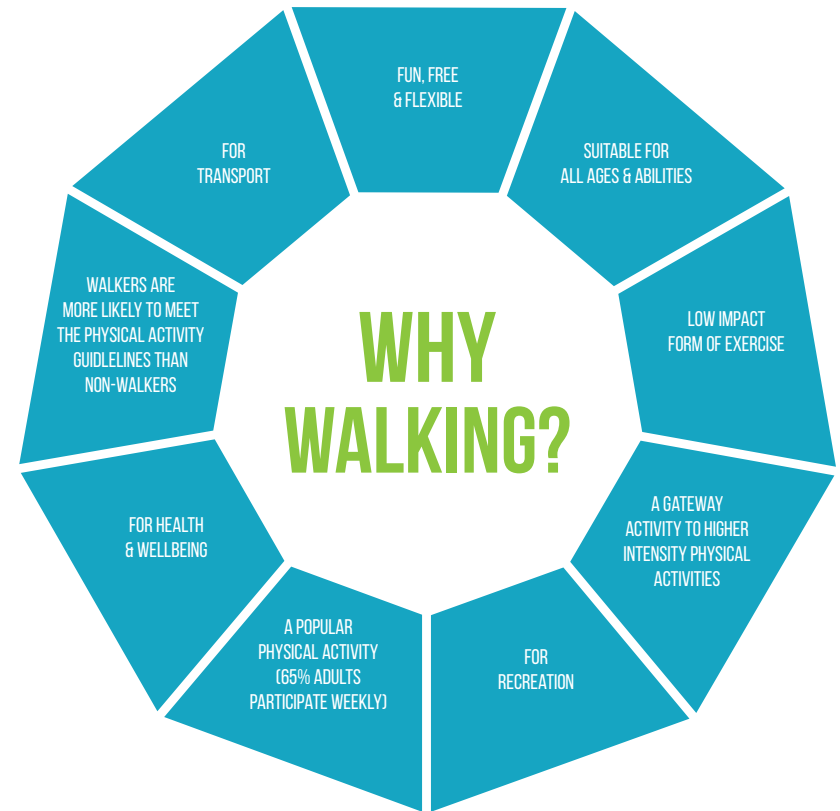 FUN, FREE
& FLEXIBLE
SUITABLE FOR
ALL AGES & ABILITIES
LOW IMPACT
FORM OF EXERCISE
A GATEWAY
ACTIVITY TO HIGHER
INTENSITY PHYSICAL
ACTIVITIES
FOR
RECREATION
A POPULAR
PHYSICAL ACTIVITY
(65% ADULTS
PARTICIPATE WEEKLY)
FOR HEALTH
& WELLBEING
WALKERS ARE
MORE LIKELY TO MEET
THE PHYSICAL ACTIVITY
GUIDLELINES THAN
NON-WALKERS
FOR
TRANSPORT
WHY
WALKING?